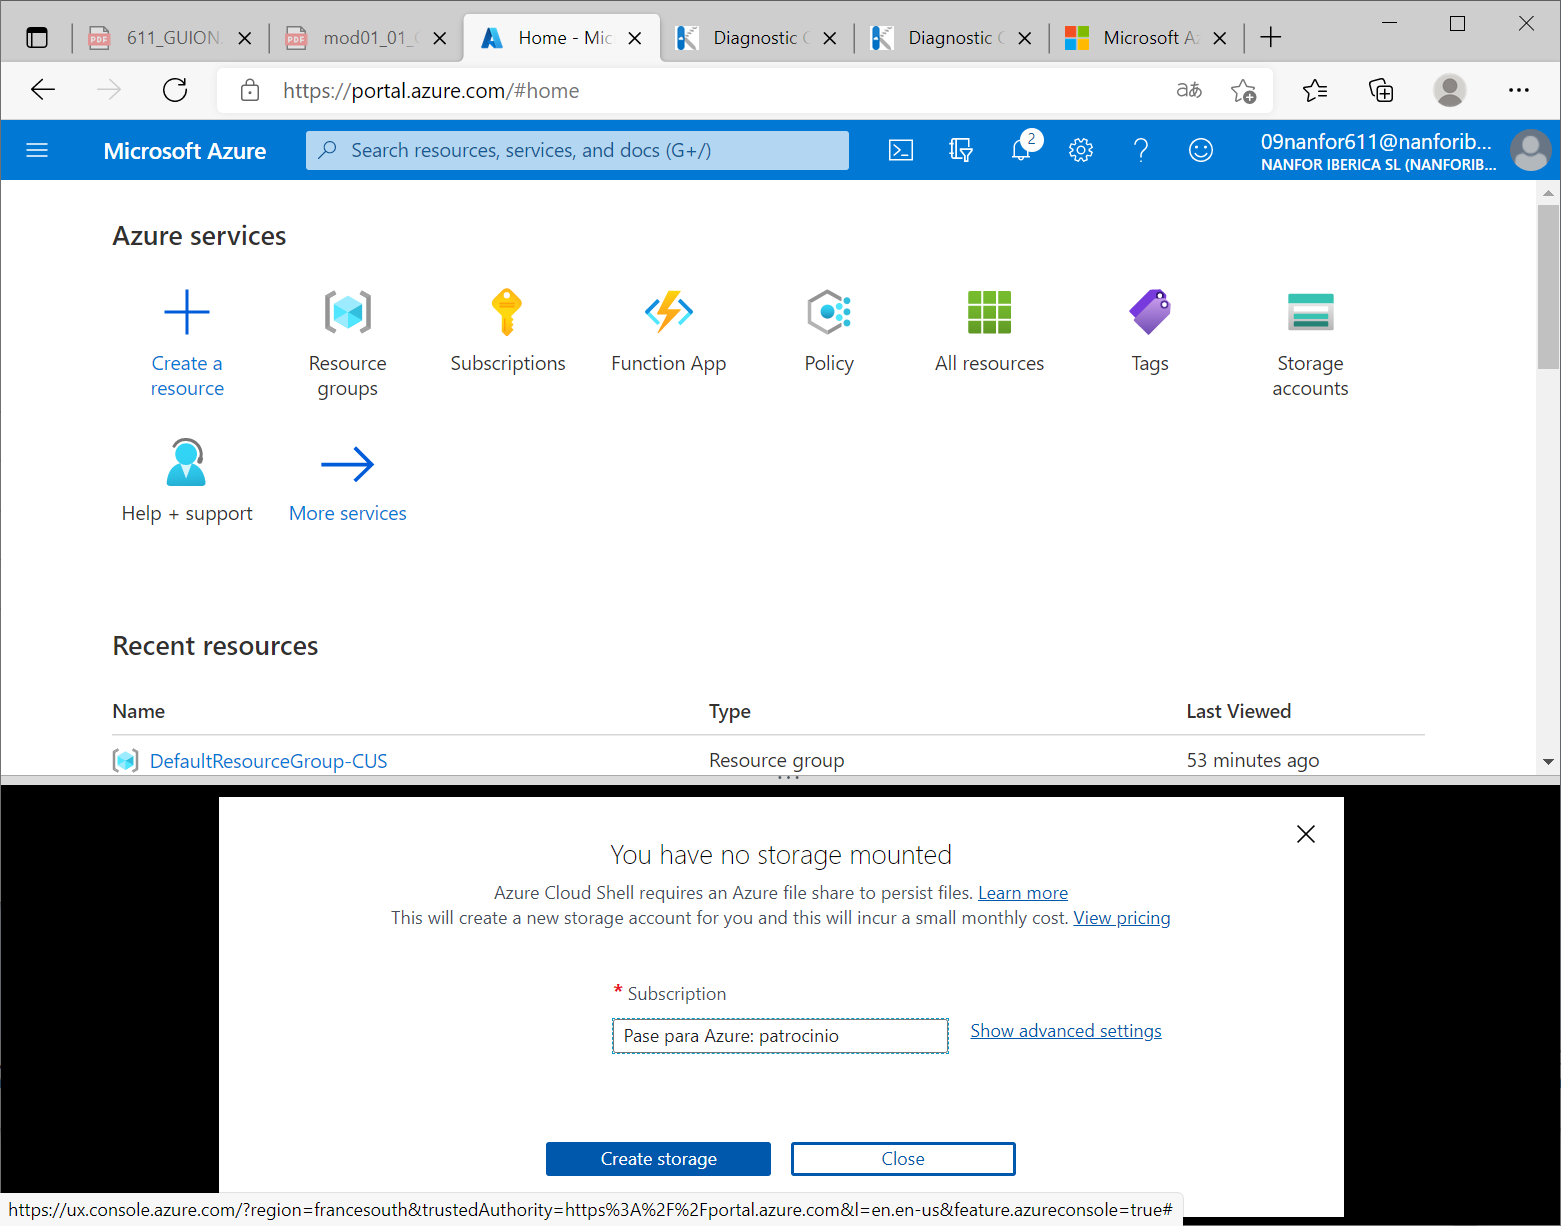 611_GUION
mod01_01_
Home - Mic
Diagnostic
Diagnostic
Microsoft Az
https://portal.azure.com/#home
aあ
Microsoft Azure
Search resources, services, and docs (G+/)
2
09nanfor611@nanforib...
NANFOR IBERICA SL (NANFORIB...
Azure services
Create a resource
Resource groups
Subscriptions
Function App
Policy
All resources
Tags
Storage accounts
Help + support
More services
Recent resources
Name Type Last Viewed
DefaultResourceGroup-CUS Resource group 53 minutes ago
You have no storage mounted
Azure Cloud Shell requires an Azure file share to persist files. Learn more
This will create a new storage account for you and this will incur a small monthly cost. View pricing
* Subscription
Pase para Azure: patrocinio
Show advanced settings
Create storage
Close
https://ux.console.azure.com/?region=francesouth&trustedAuthority=https%3A%2F%2Fportal.azure.com&l=en.en-us&feature.azureconsole=true#